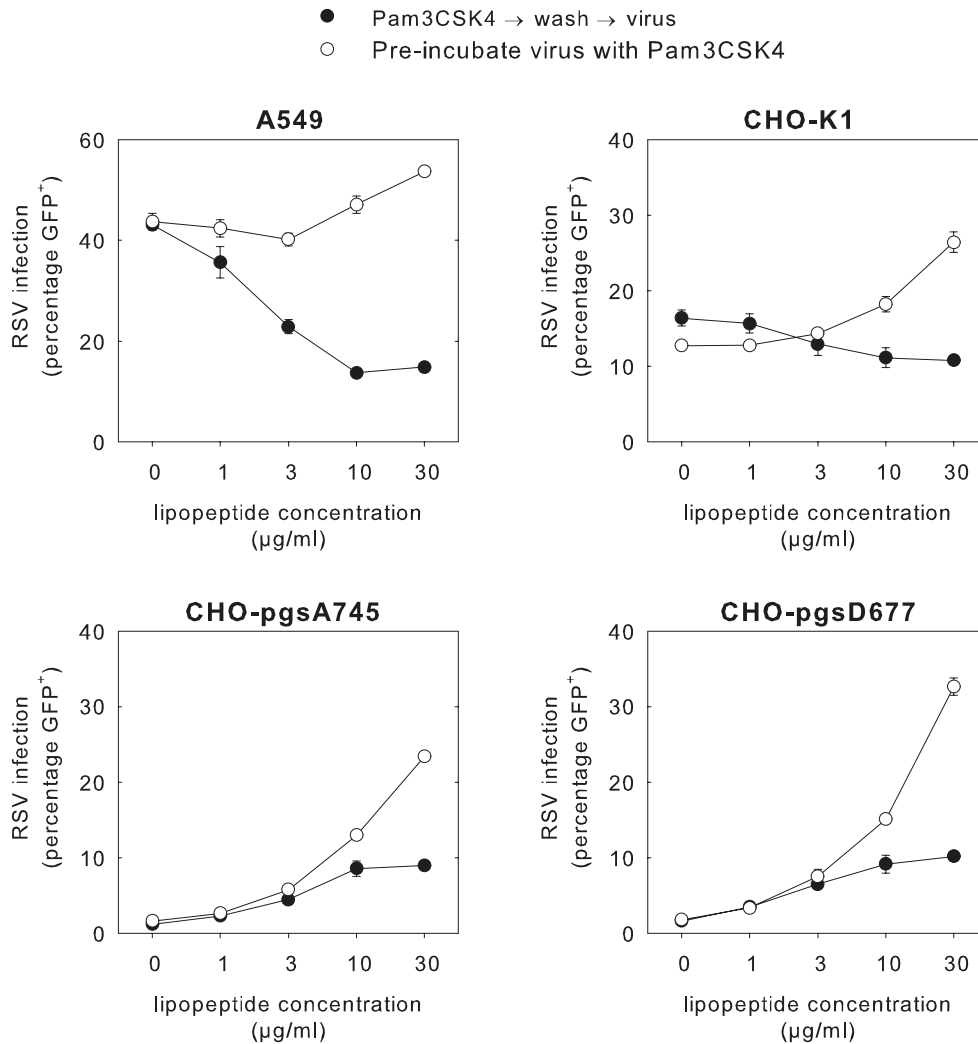 Pam3CSK4 → wash → virus
Pre-incubate virus with Pam3CSK4
A549
RSV infection
(percentage GFP⁺)
60
40
20
0
0 1 3 10 30
lipopeptide concentration
(µg/ml)
CHO-K1
RSV infection
(percentage GFP⁺)
40
30
20
10
0
0 1 3 10 30
lipopeptide concentration
(µg/ml)
CHO-pgsA745
RSV infection
(percentage GFP⁺)
40
30
20
10
0
0 1 3 10 30
lipopeptide concentration
(µg/ml)
CHO-pgsD677
RSV infection
(percentage GFP⁺)
40
30
20
10
0
0 1 3 10 30
lipopeptide concentration
(µg/ml)